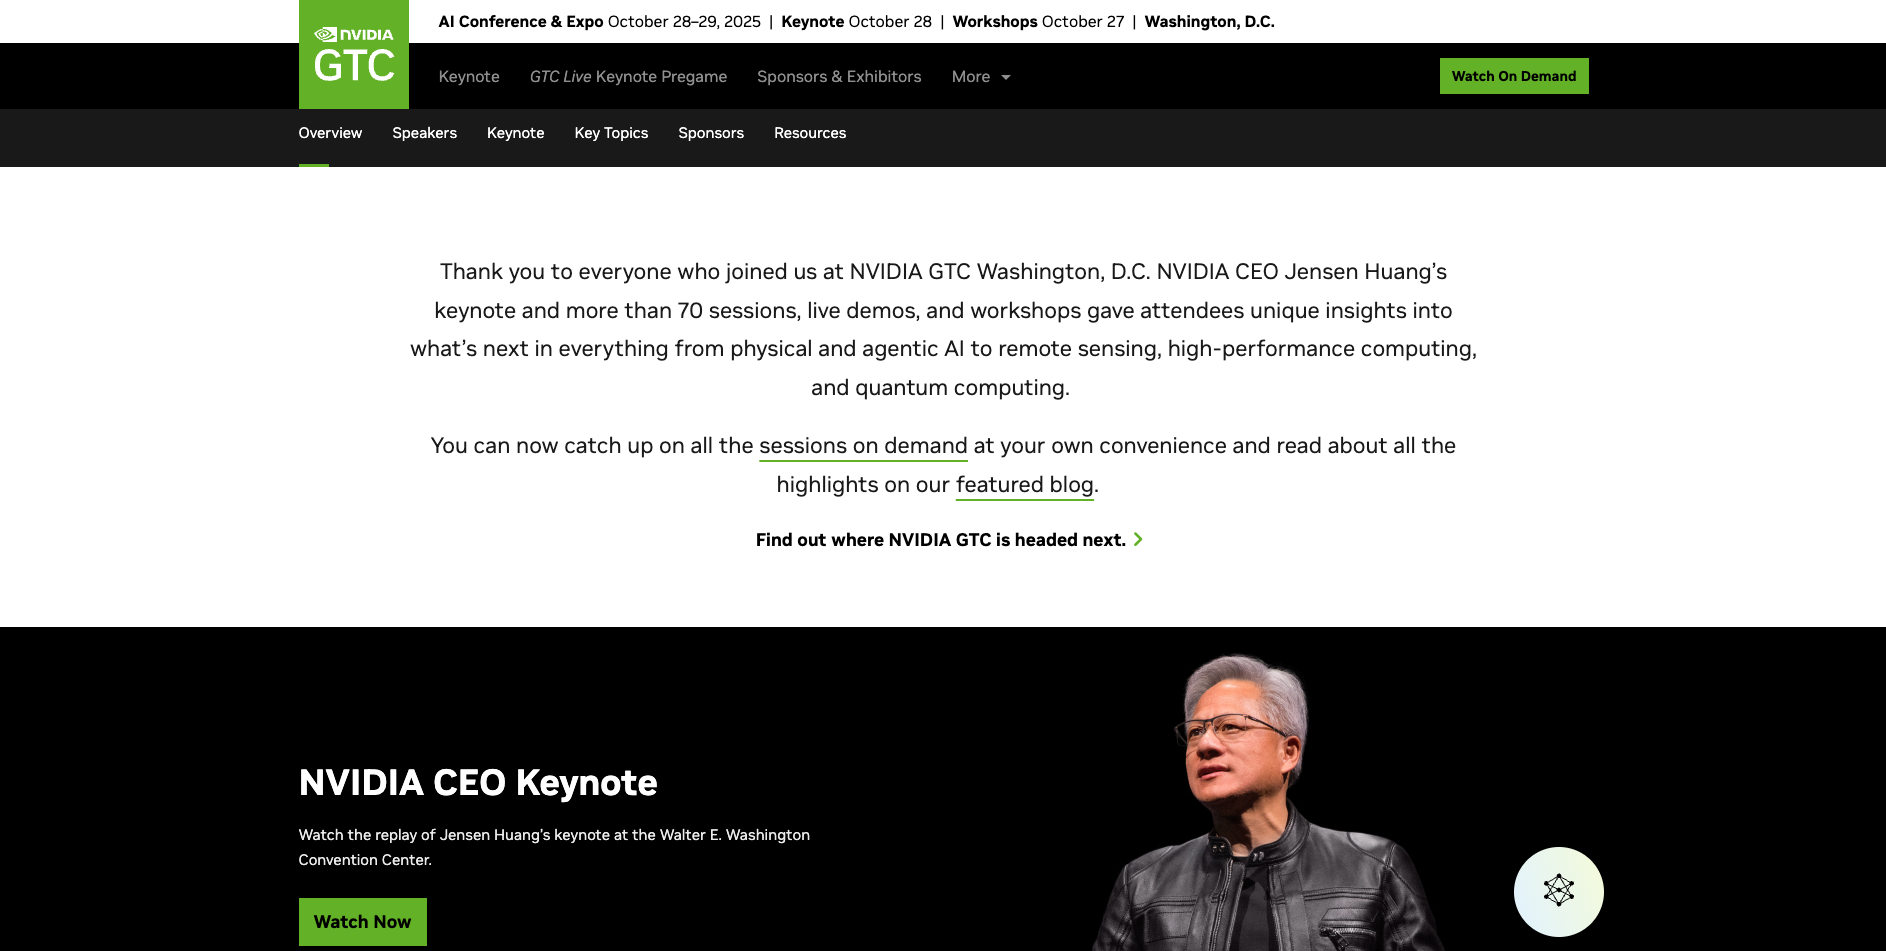 NVIDIA
GTC
AI Conference & Expo October 28–29, 2025 | Keynote October 28 | Workshops October 27 | Washington, D.C.
Keynote GTC Live Keynote Pregame Sponsors & Exhibitors More
Watch On Demand
Overview Speakers Keynote Key Topics Sponsors Resources
Thank you to everyone who joined us at NVIDIA GTC Washington, D.C. NVIDIA CEO Jensen Huang’s
keynote and more than 70 sessions, live demos, and workshops gave attendees unique insights into
what’s next in everything from physical and agentic AI to remote sensing, high-performance computing,
and quantum computing.
You can now catch up on all the sessions on demand at your own convenience and read about all the
highlights on our featured blog.
Find out where NVIDIA GTC is headed next.
NVIDIA CEO Keynote
Watch the replay of Jensen Huang’s keynote at the Walter E. Washington
Convention Center.
Watch Now